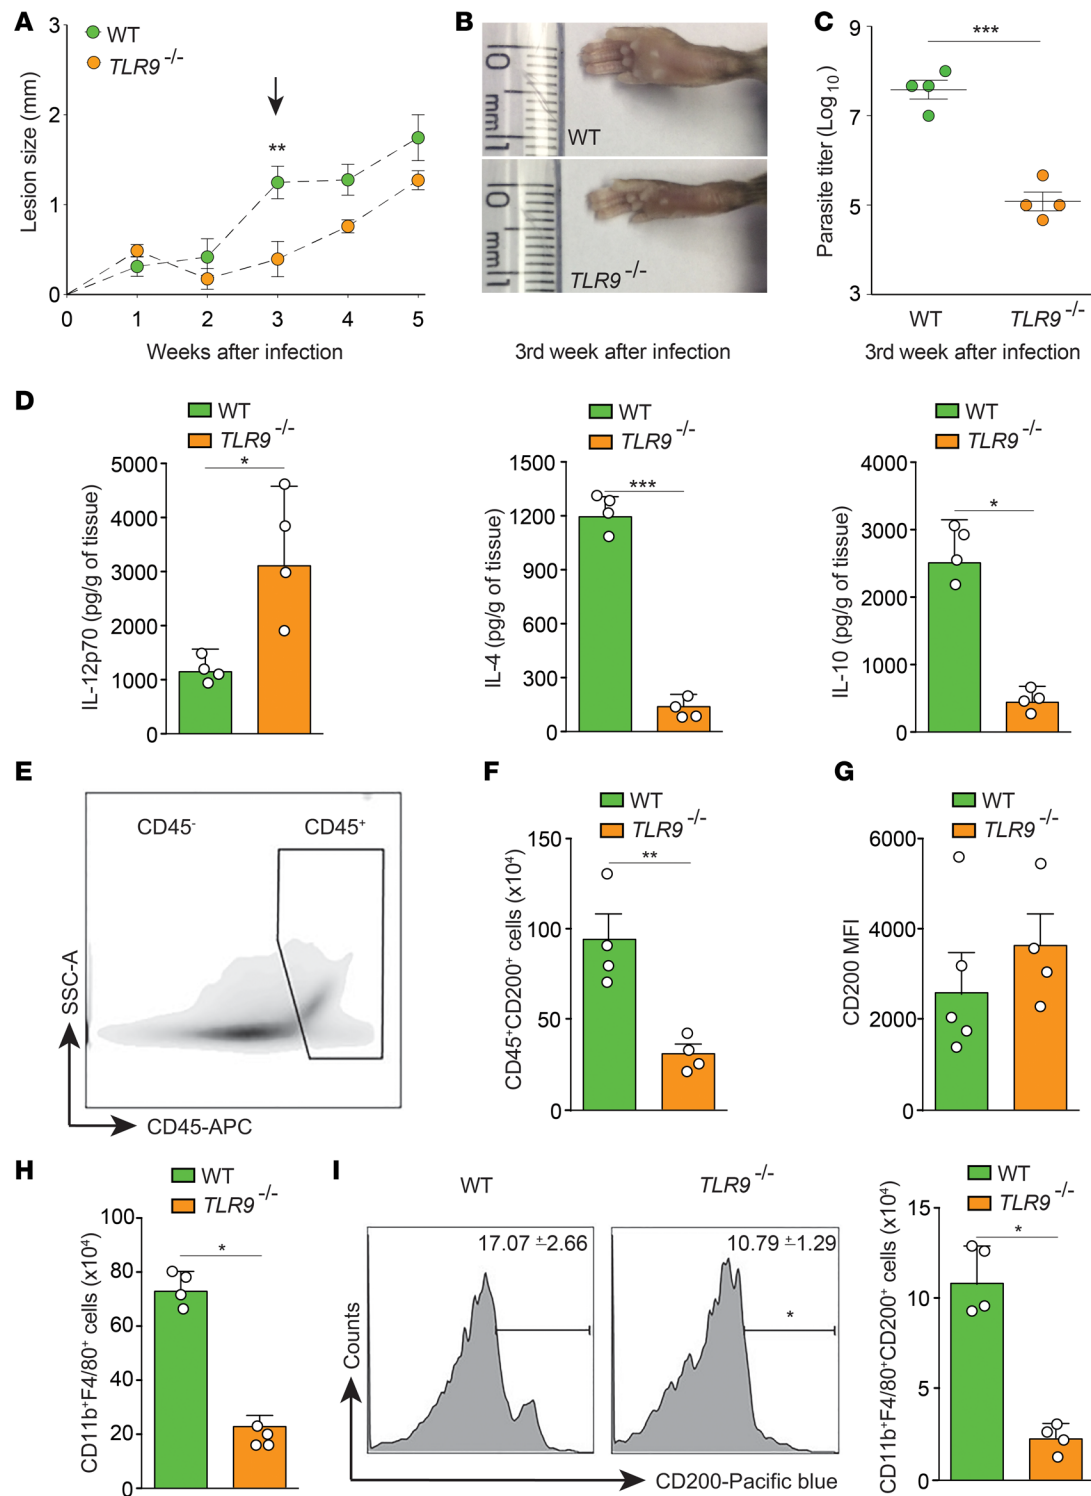 A
WT
TLR9 -/-
Lesion size (mm)
3
2
1
0
**
0 1 2 3 4 5
Weeks after infection
B
0
mm
1
WT
0
mm
1
TLR9 -/-
3rd week after infection
C
Parasite titer (Log10)
9
7
5
3
***
WT TLR9 -/-
3rd week after infection
D
WT
TLR9 -/-
IL-12p70 (pg/g of tissue)
5000
4000
3000
2000
1000
0
*
WT
TLR9 -/-
IL-4 (pg/g of tissue)
1500
1200
900
600
300
0
***
WT
TLR9 -/-
IL-10 (pg/g of tissue)
4000
3000
2000
1000
0
*
E
CD45- CD45+
SSC-A
CD45-APC
F
WT
TLR9 -/-
CD45+CD200+ cells (x10⁴)
150
100
50
0
**
G
WT
TLR9 -/-
CD200 MFI
6000
4000
2000
0
H
WT
TLR9 -/-
CD11b+F4/80+ cells (x10⁴)
100
80
60
40
20
0
*
I
WT
TLR9 -/-
17.07 ±2.66
10.79 ±1.29
*
Counts
CD200-Pacific blue
WT
TLR9 -/-
CD11b+F4/80+CD200+ cells (x10⁴)
15
10
5
0
*